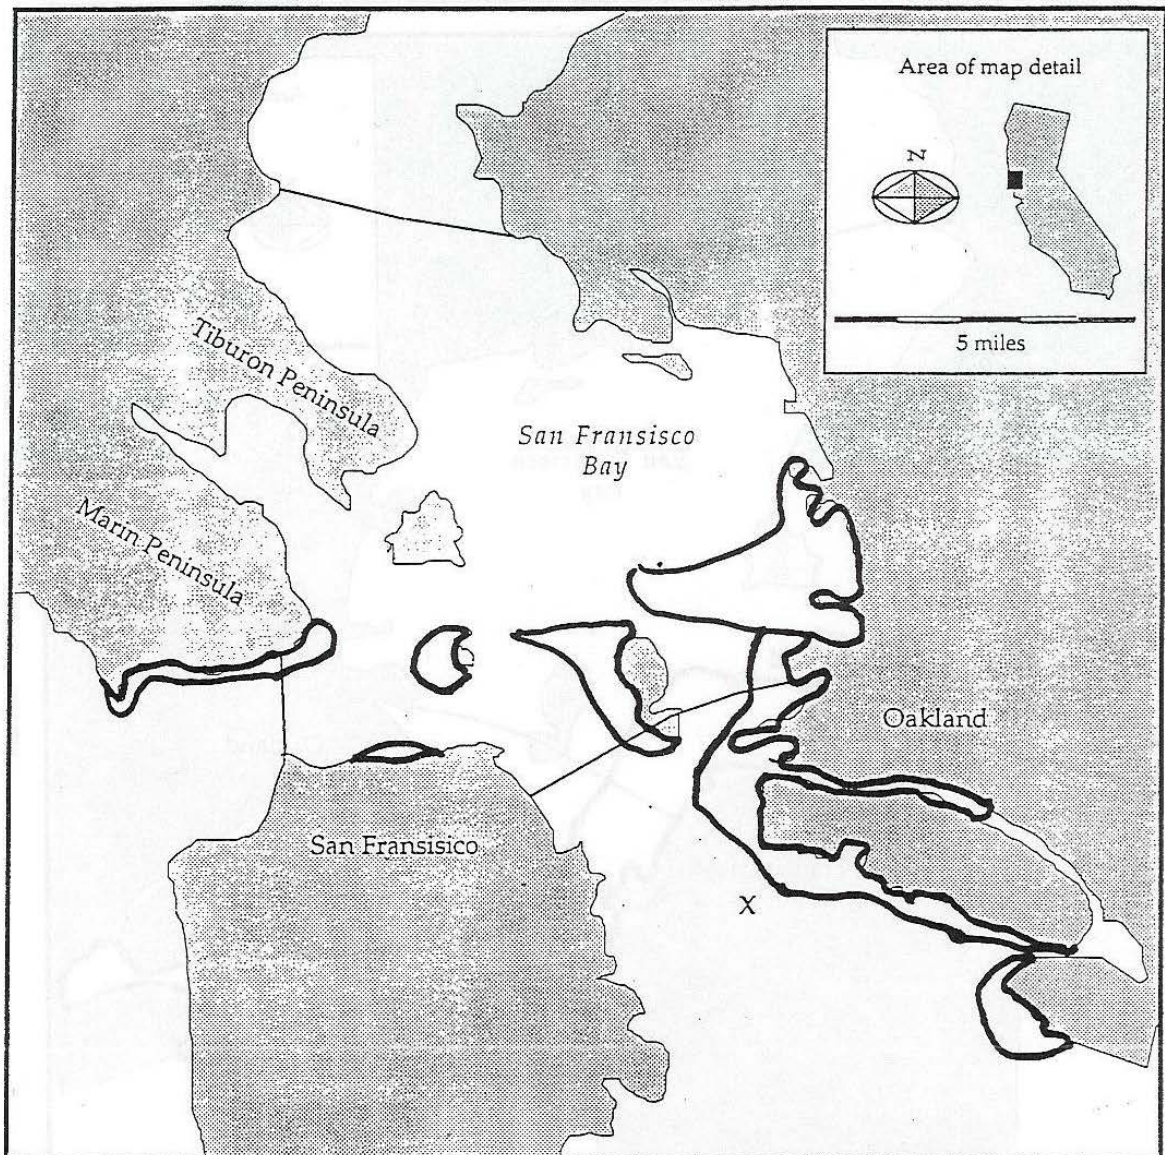 Area of map detail
N
5 miles
Tiburon Peninsula
San Fransisco
Bay
Marin Peninsula
Oakland
San Fransisico
X